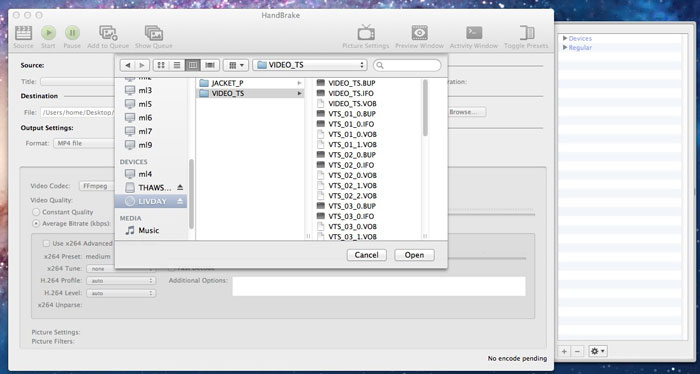 HandBrake
Source Start Pause Add to Queue Show Queue Picture Settings Preview Window Activity Window Toggle Presets
Source:
Title:
Destination
File: /Users/home/Desktop/ Browse...
Output Settings:
Format: MP4 file
VIDEO_TS
ml5
ml6
ml7
ml9
DEVICES
ml4
THAWS...
LIVDAY
MEDIA
Music
JACKET_P
VIDEO_TS
VIDEO_TS.BUP
VIDEO_TS.IFO
VIDEO_TS.VOB
VTS_01_0.BUP
VTS_01_0.IFO
VTS_01_0.VOB
VTS_01_1.VOB
VTS_02_0.BUP
VTS_02_0.IFO
VTS_02_0.VOB
VTS_02_1.VOB
VTS_02_2.VOB
VTS_03_0.BUP
VTS_03_0.IFO
VTS_03_0.VOB
VTS_03_1.VOB
Cancel Open
Video Codec: FFmpeg
Video Quality:
Constant Quality
Average Bitrate (kbps):
Use x264 Advanced
x264 Preset: medium
x264 Tune: none
H.264 Profile: auto Additional Options:
H.264 Level: auto
x264 Unparse:
Picture Settings:
Picture Filters:
No encode pending
Devices
Regular